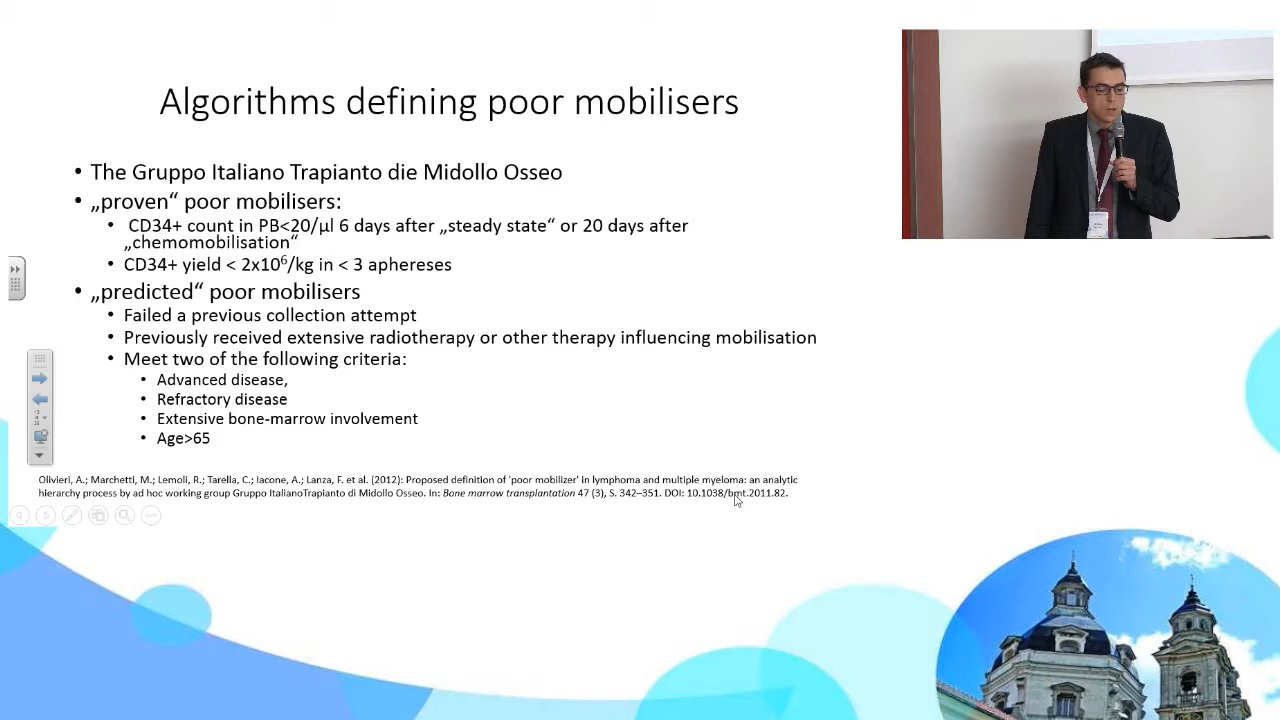 Algorithms defining poor mobilisers
• The Gruppo Italiano Trapianto die Midollo Osseo
• „proven“ poor mobilisers:
• CD34+ count in PB<20/µl 6 days after „steady state“ or 20 days after
„chemomobilisation“
• CD34+ yield < 2x10⁶/kg in < 3 aphereses
• „predicted“ poor mobilisers
• Failed a previous collection attempt
• Previously received extensive radiotherapy or other therapy influencing mobilisation
• Meet two of the following criteria:
• Advanced disease,
• Refractory disease
• Extensive bone-marrow involvement
• Age>65
Olivieri, A.; Marchetti, M.; Lemoli, R.; Tarella, C.; Iacone, A.; Lanza, F. et al. (2012): Proposed definition of 'poor mobilizer' in lymphoma and multiple myeloma: an analytic
hierarchy process by ad hoc working group Gruppo ItalianoTrapianto di Midollo Osseo. In: Bone marrow transplantation 47 (3), S. 342–351. DOI: 10.1038/bmt.2011.82.